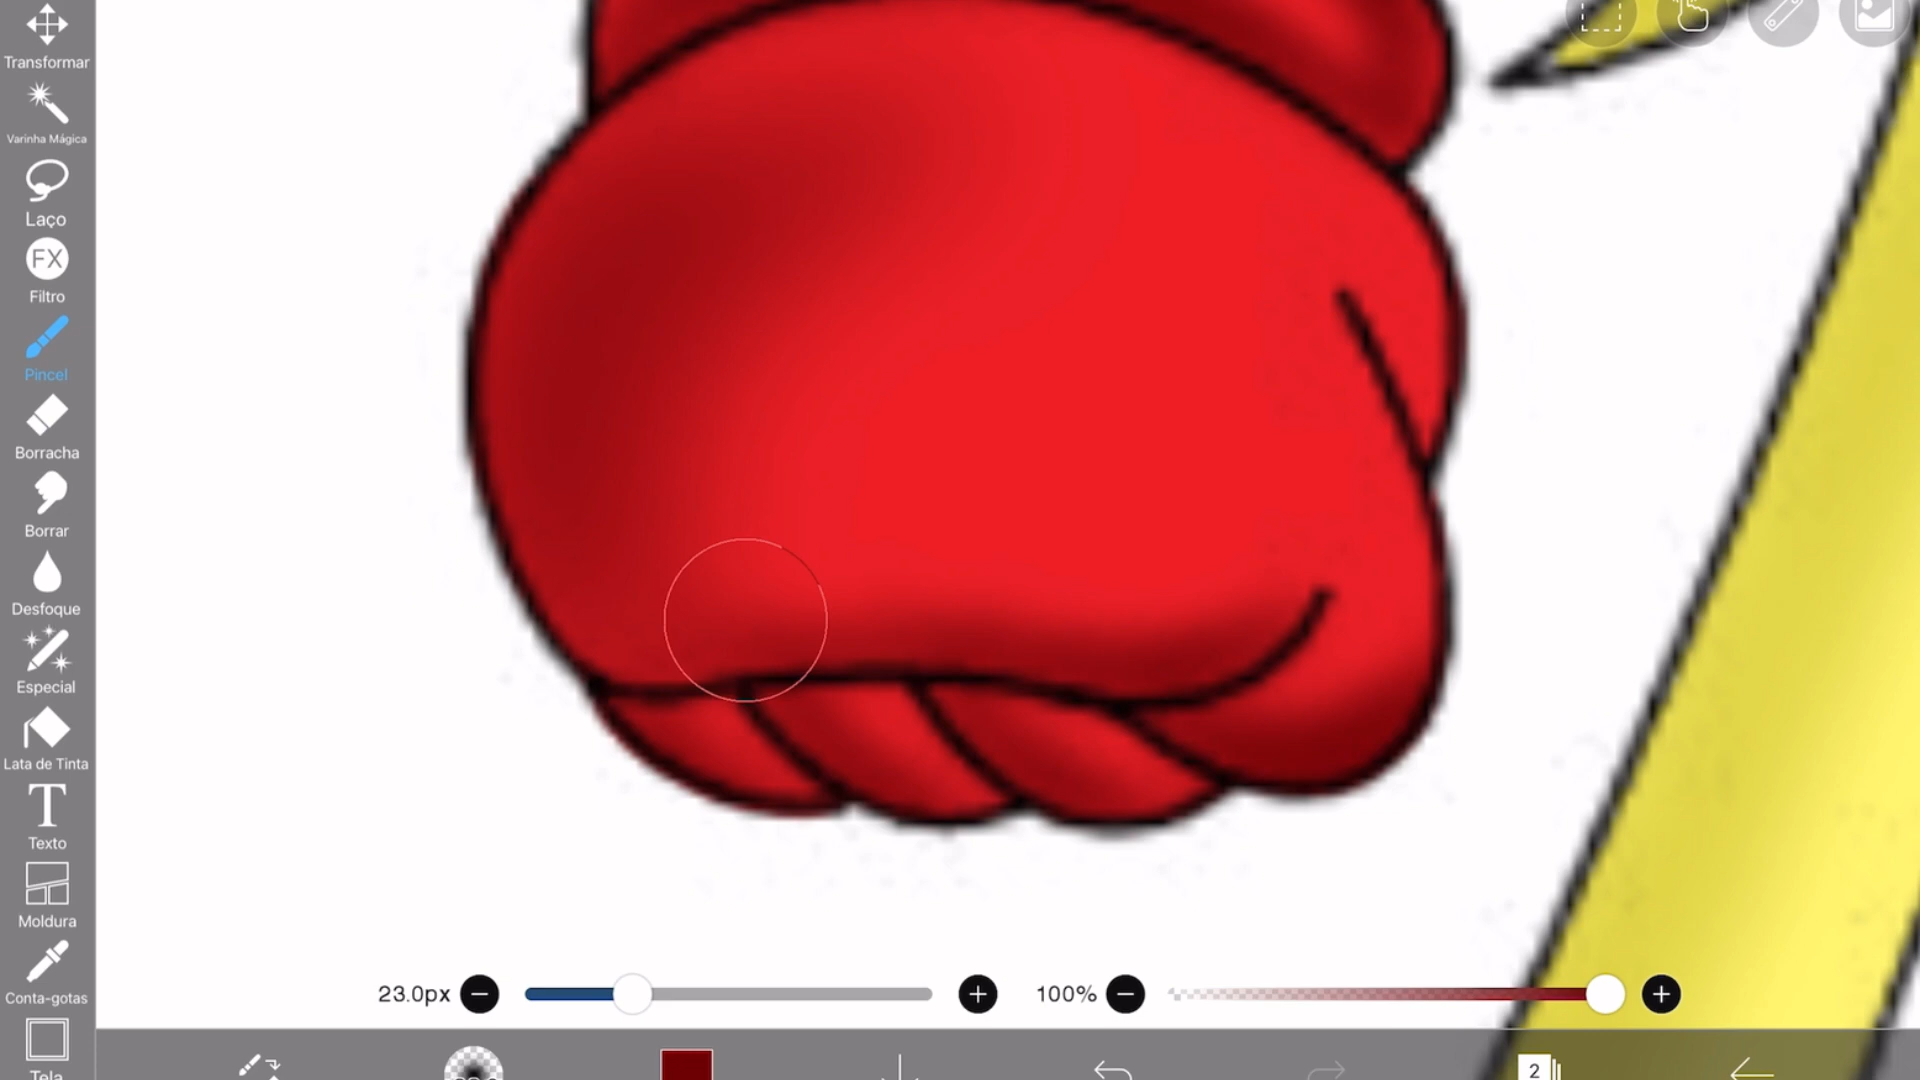 Transformar
Varinha Mágica
Laço
FX
Filtro
Pincel
Borracha
Borrar
Desfoque
Especial
Lata de Tinta
T
Texto
Moldura
Conta-gotas
Tela
23.0px
100%
2